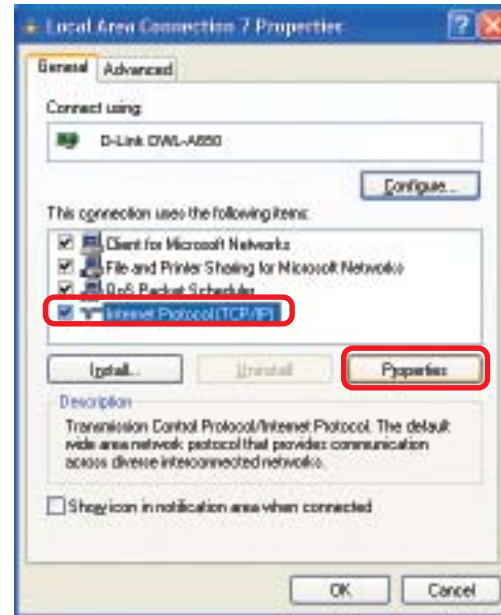 Local Area Connection 7 Properties
General
Advanced
Connect using:
D-Link DWL-A650
Configure...
This connection uses the following items:
Client for Microsoft Networks
File and Printer Sharing for Microsoft Networks
QoS Packet Scheduler
Internet Protocol (TCP/IP)
Install...
Uninstall
Properties
Description
Transmission Control Protocol/Internet Protocol. The default
wide area network protocol that provides communication
across diverse interconnected networks.
Show icon in notification area when connected
OK
Cancel